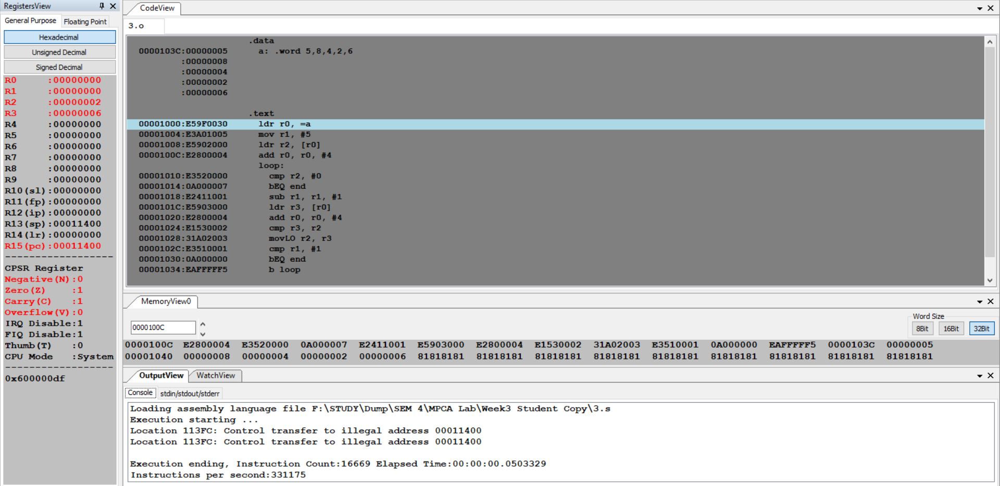 RegistersView
General Purpose Floating Point
Hexadecimal
Unsigned Decimal
Signed Decimal
R0 :00000000
R1 :00000000
R2 :00000002
R3 :00000006
R4 :00000000
R5 :00000000
R6 :00000000
R7 :00000000
R8 :00000000
R9 :00000000
R10(sl):00000000
R11(fp):00000000
R12(ip):00000000
R13(sp):00011400
R14(lr):00000000
R15(pc):00011400
--------------------
CPSR Register
Negative(N):0
Zero(Z) :1
Carry(C) :1
Overflow(V):0
IRQ Disable:1
FIQ Disable:1
Thumb(T) :0
CPU Mode :System
--------------------
0x600000df
CodeView
3.o
.data
0000103C:00000005 a: .word 5,8,4,2,6
:00000008
:00000004
:00000002
:00000006
.text
00001000:E59F0030 ldr r0, =a
00001004:E3A01005 mov r1, #5
00001008:E5902000 ldr r2, [r0]
0000100C:E2800004 add r0, r0, #4
loop:
00001010:E3520000 cmp r2, #0
00001014:0A000007 bEQ end
00001018:E2411001 sub r1, r1, #1
0000101C:E5903000 ldr r3, [r0]
00001020:E2800004 add r0, r0, #4
00001024:E1530002 cmp r3, r2
00001028:31A02003 movLO r2, r3
0000102C:E3510001 cmp r1, #1
00001030:0A000000 bEQ end
00001034:EAFFFFF5 b loop
MemoryView0
0000100C
Word Size
8Bit 16Bit 32Bit
0000100C E2800004 E3520000 0A000007 E2411001 E5903000 E2800004 E1530002 31A02003 E3510001 0A000000 EAFFFFF5 0000103C 00000005
00001040 00000008 00000004 00000002 00000006 81818181 81818181 81818181 81818181 81818181 81818181 81818181 81818181 81818181
OutputView WatchView
Console stdin/stdout/stderr
Loading assembly language file F:\STUDY\Dump\SEM 4\MPCA Lab\Week3 Student Copy\3.s
Execution starting ...
Location 113FC: Control transfer to illegal address 00011400
Location 113FC: Control transfer to illegal address 00011400
Execution ending, Instruction Count:16669 Elapsed Time:00:00:00.0503329
Instructions per second:331175